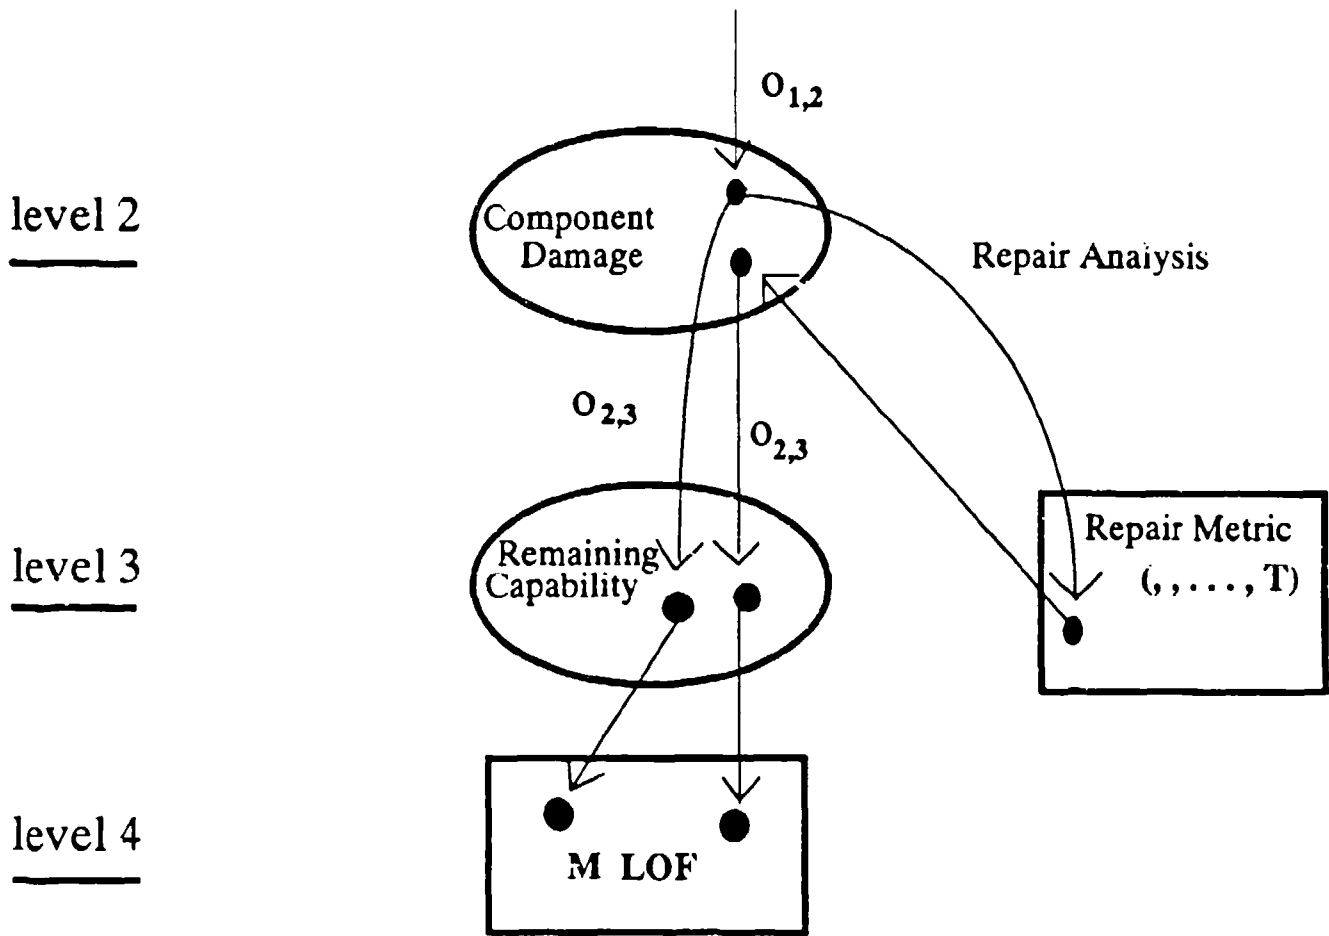 O1,2
level 2
Component
Damage
Repair Analysis
O2,3
O2,3
level 3
Remaining
Capability
Repair Metric
(, , . . . , T)
level 4
M LOF